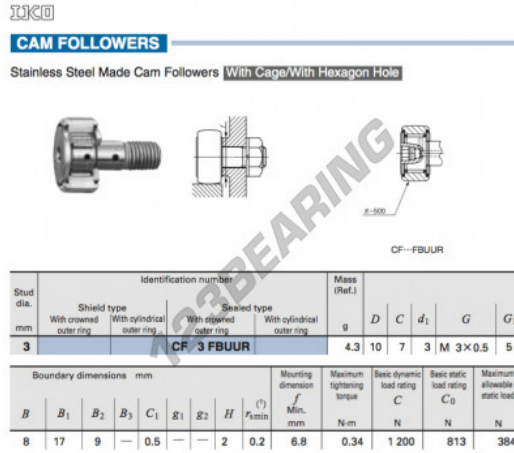 IKO
CAM FOLLOWERS
Stainless Steel Made Cam Followers With Cage/With Hexagon Hole
R=500
CF···FBUUR
123BEARING
Stud dia. mm
Identification number
Mass (Ref.) g
Shield type
Sealed type
With crowned outer ring
With cylindrical outer ring
With crowned outer ring
With cylindrical outer ring
D C d1 G G1
3 CF 3 FBUUR 4.3 10 7 3 M 3×0.5 5
Boundary dimensions mm
Mounting dimension f Min. mm
Maximum tightening torque N-m
Basic dynamic load rating C N
Basic static load rating C0 N
Maximum allowable static load N
B B1 B2 B3 C1 g1 g2 H (1) rsmin
8 17 9 — 0.5 — — 2 0.2 6.8 0.34 1 200 813 384